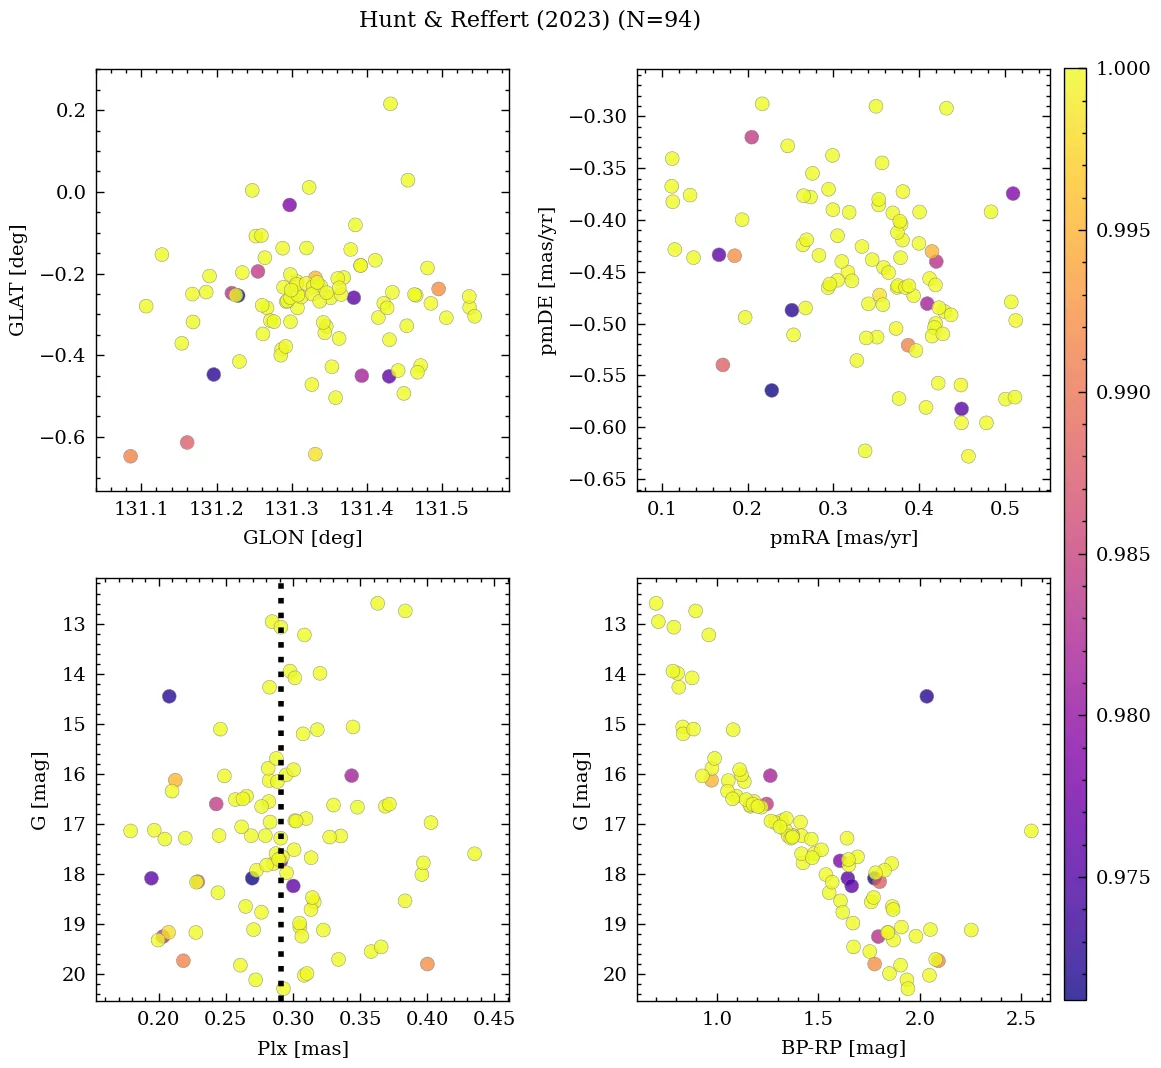 Hunt & Reffert (2023) (N=94)
0.2
0.0
−0.2
−0.4
−0.6
GLAT [deg]
131.1 131.2 131.3 131.4 131.5
GLON [deg]
−0.30
−0.35
−0.40
−0.45
−0.50
−0.55
−0.60
−0.65
pmDE [mas/yr]
0.1 0.2 0.3 0.4 0.5
pmRA [mas/yr]
1.000
0.995
0.990
0.985
0.980
0.975
13
14
15
16
17
18
19
20
G [mag]
0.20 0.25 0.30 0.35 0.40 0.45
Plx [mas]
13
14
15
16
17
18
19
20
G [mag]
1.0 1.5 2.0 2.5
BP-RP [mag]